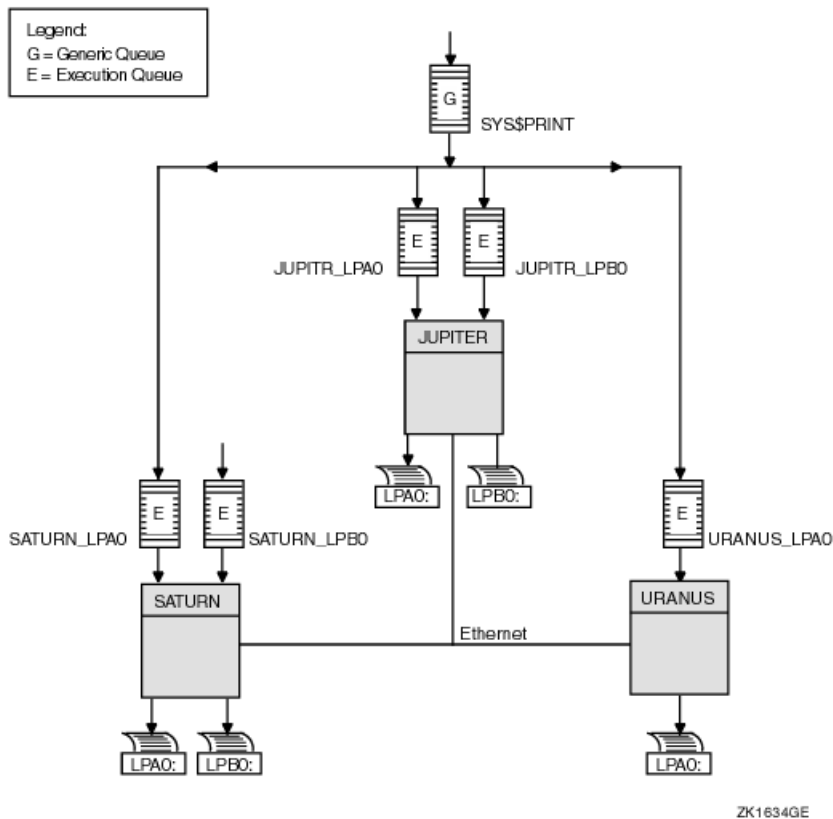 Legend:
G = Generic Queue
E = Execution Queue
G
SYS$PRINT
E
E
JUPITR_LPA0
JUPITR_LPB0
JUPITER
LPA0:
LPB0:
E
E
E
SATURN_LPA0
SATURN_LPB0
URANUS_LPA0
SATURN
URANUS
Ethernet
LPA0:
LPB0:
LPA0:
ZK1634GE